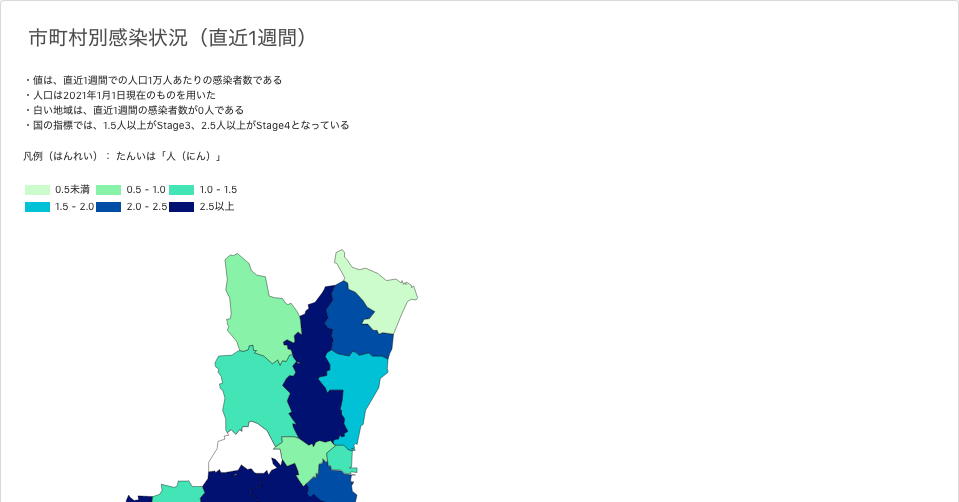 市町村別感染状況（直近1週間）
・値は、直近1週間での人口1万人あたりの感染者数である
・人口は2021年1月1日現在のものを用いた
・白い地域は、直近1週間の感染者数が0人である
・国の指標では、1.5人以上がStage3、2.5人以上がStage4となっている
凡例（はんれい）： たんいは「人（にん）」
0.5未満 0.5 - 1.0 1.0 - 1.5
1.5 - 2.0 2.0 - 2.5 2.5以上